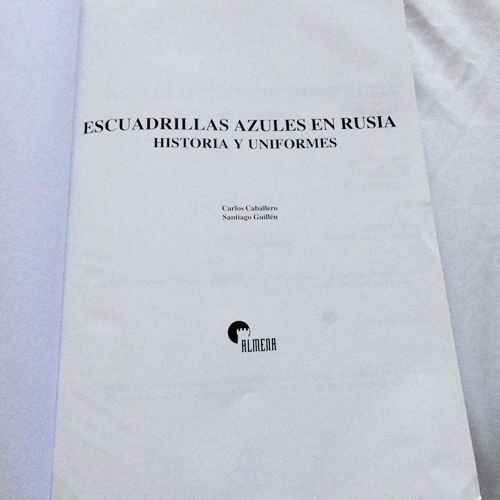 ESCUADRILLAS AZULES EN RUSIA
HISTORIA Y UNIFORMES
Carlos Caballero
Santiago Guillén
ALMENA